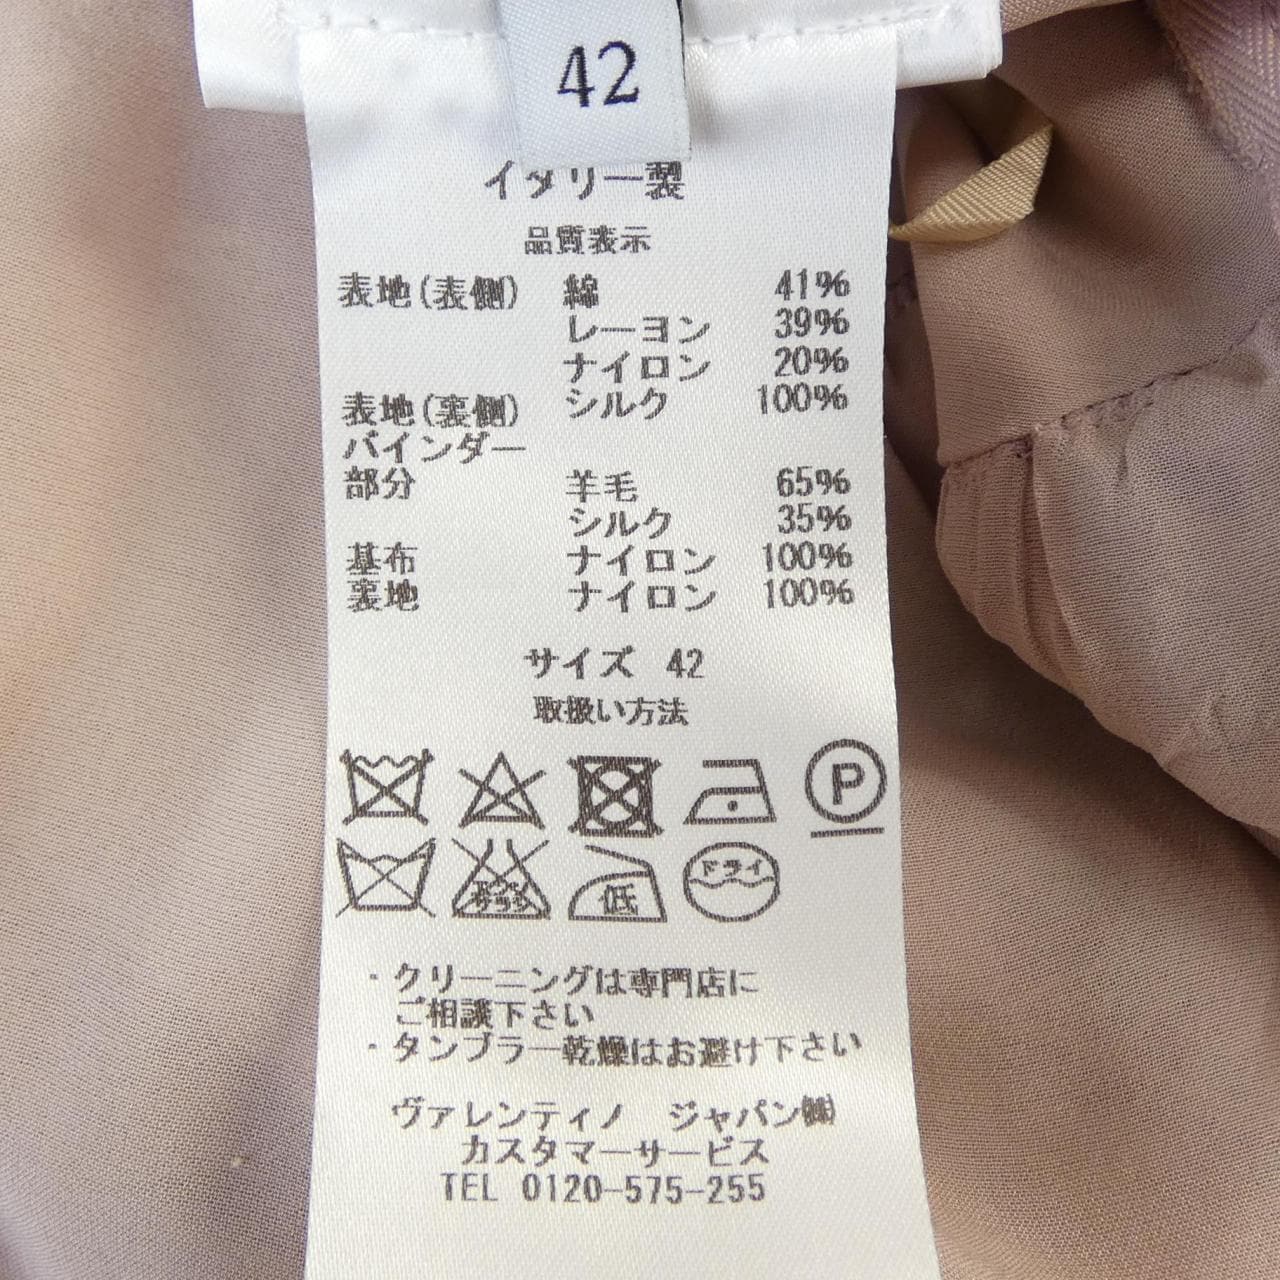 42
イタリー製
品質表示
表地(表側) 綿 41%
レーヨン 39%
ナイロン 20%
表地(裏側) シルク 100%
バインダー
部分 羊毛 65%
シルク 35%
基布 ナイロン 100%
裏地 ナイロン 100%
サイズ 42
取扱い方法
P
エンソ サラシ 低 ドライ
・クリーニングは専門店に
ご相談下さい
・タンブラー乾燥はお避け下さい
ヴァレンティノ ジャパン㈱
カスタマーサービス
TEL 0120-575-255